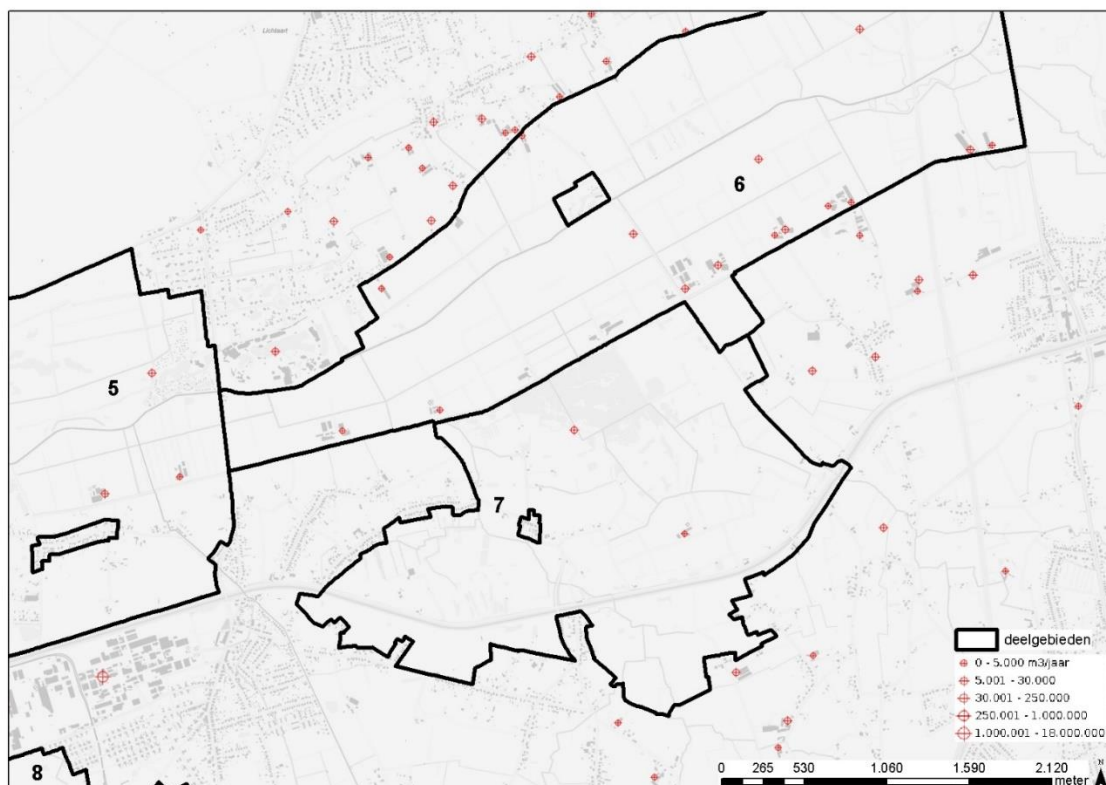 Lichtaart
6
5
7
8
deelgebieden
0 - 5.000 m3/jaar
5.001 - 30.000
30.001 - 250.000
250.001 - 1.000.000
1.000.001 - 18.000.000
0 265 530 1.060 1.590 2.120
meter
N